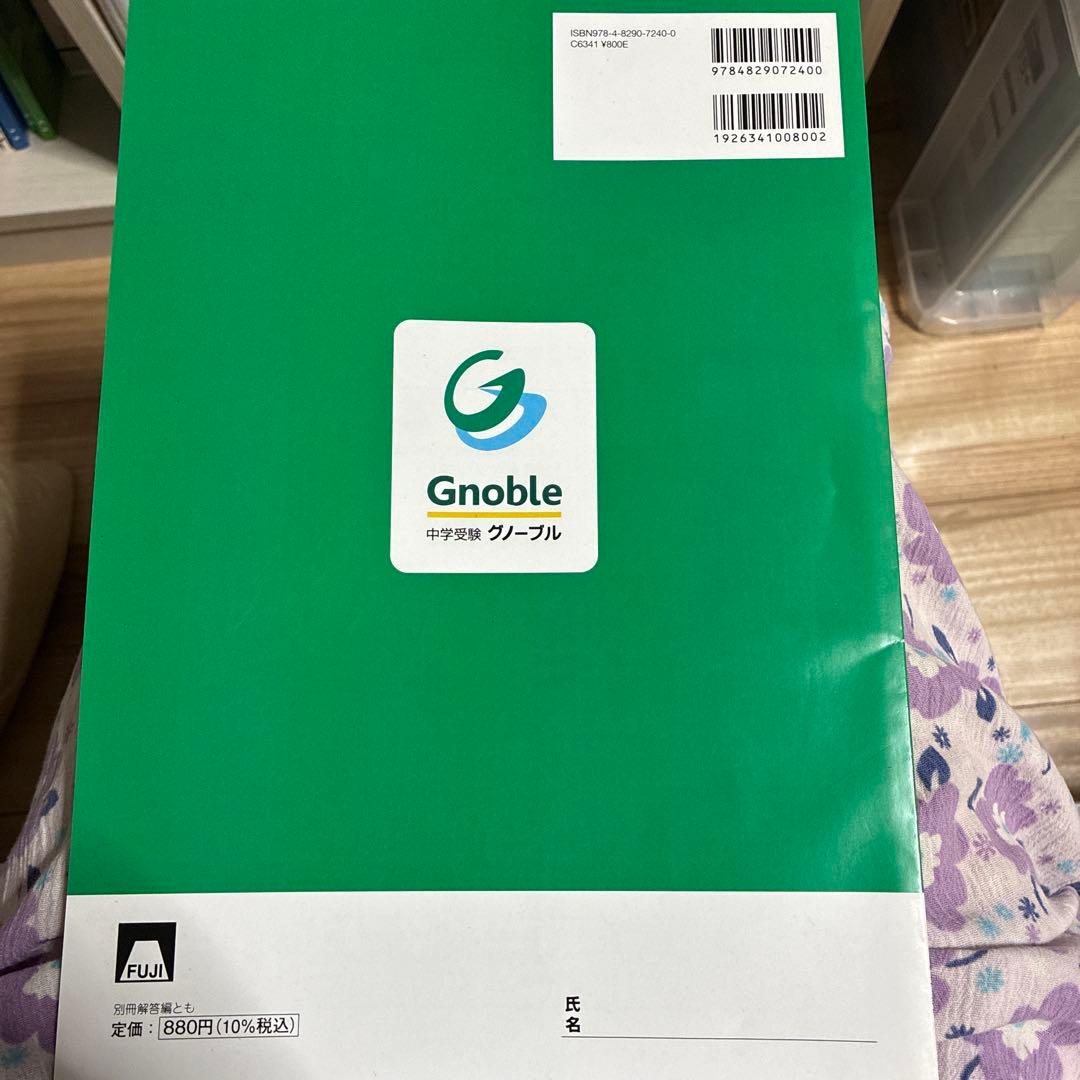 ISBN978-4-8290-7240-0
C6341 ¥800E
9784829072400
1926341008002
Gnoble
中学受験 グノーブル
FUJI
別冊解答編とも
定価：880円（10％税込）
氏名